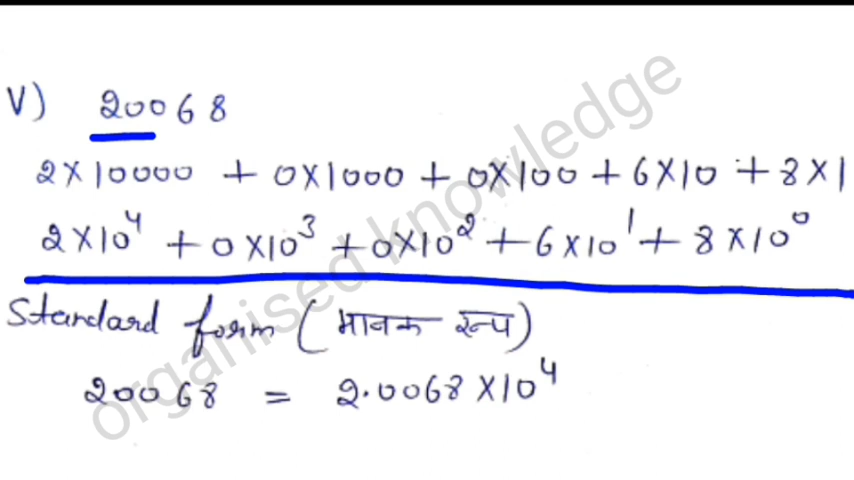 V) 20068
2×10000 + 0×1000 + 0×100 + 6×10 + 8×1
2×10⁴ + 0×10³ + 0×10² + 6×10¹ + 8×10⁰
Standard form (मानक रूप)
20068 = 2.0068×10⁴
organised knowledge